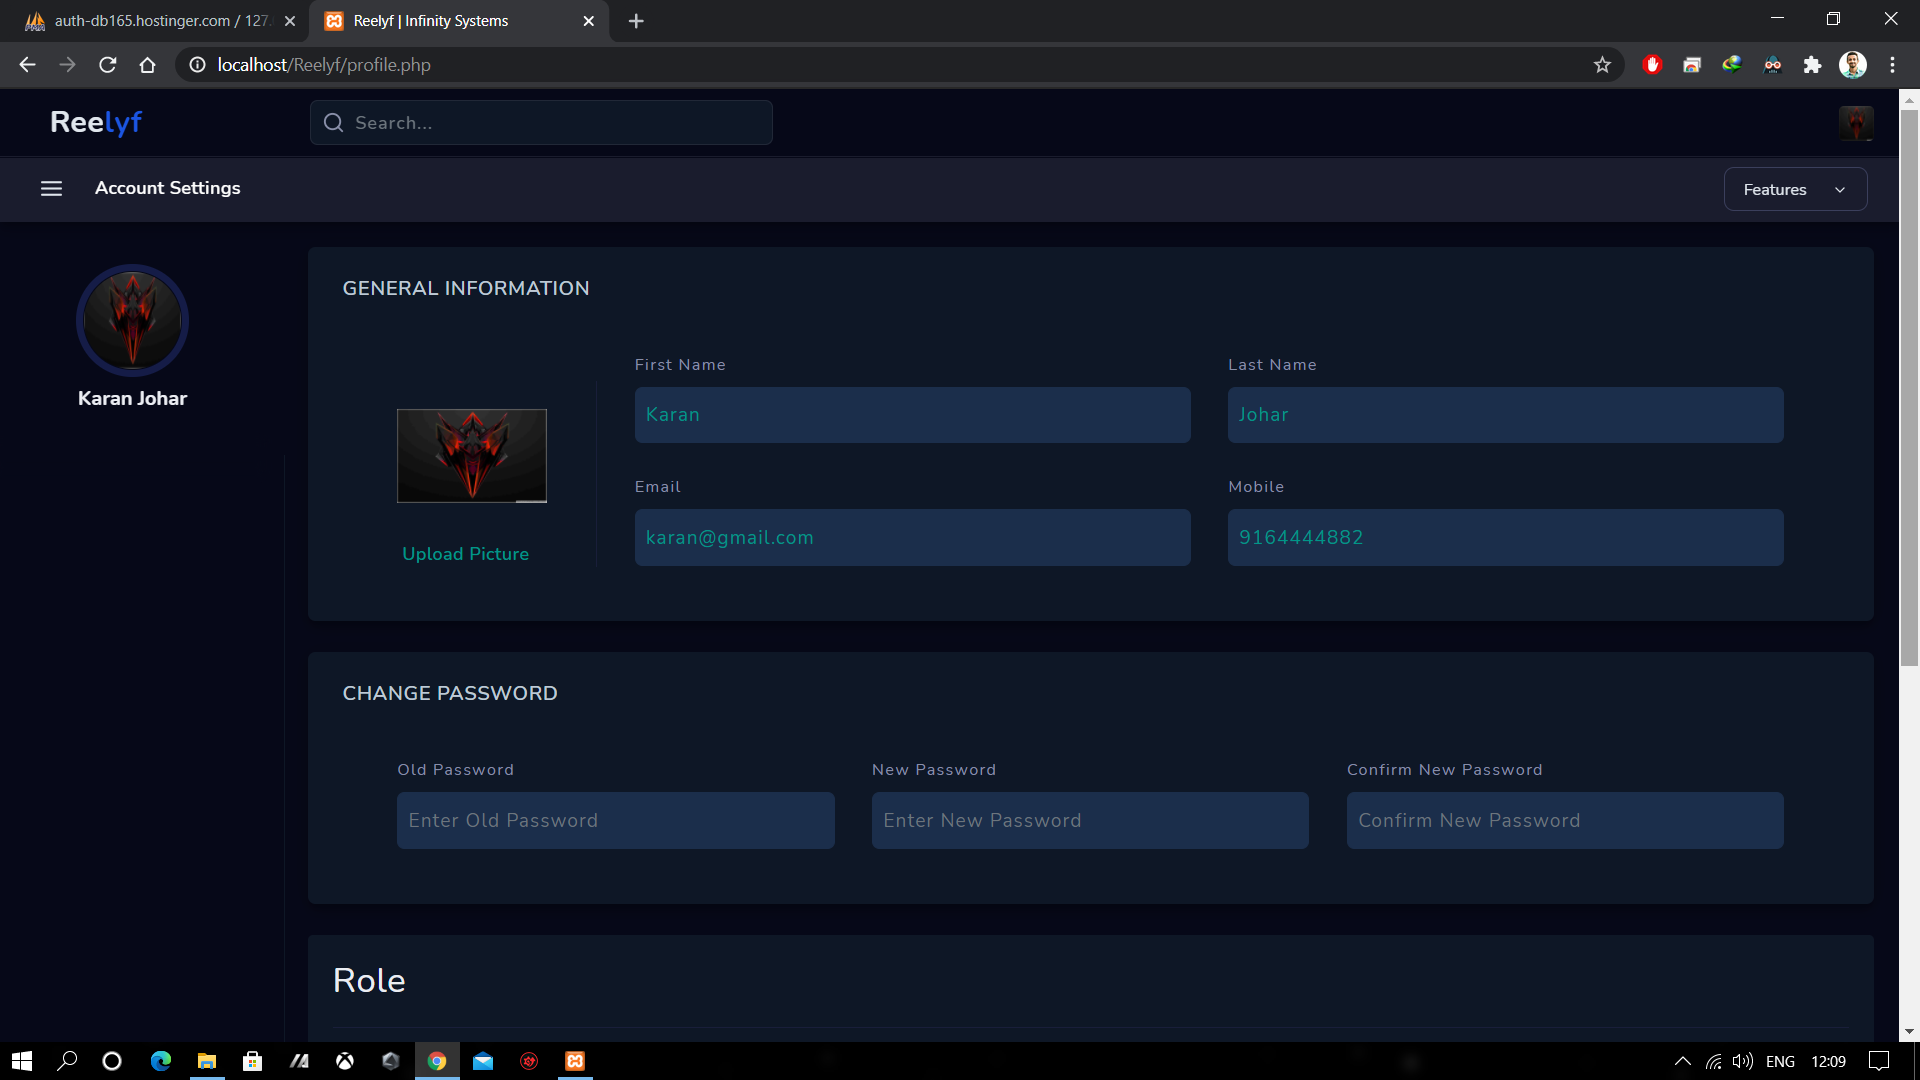 auth-db165.hostinger.com / 127.
Reelyf | Infinity Systems
localhost/Reelyf/profile.php
Reelyf
Search...
Account Settings
Features
Karan Johar
GENERAL INFORMATION
First Name
Last Name
Karan
Johar
Email
Mobile
karan@gmail.com
9164444882
Upload Picture
CHANGE PASSWORD
Old Password
New Password
Confirm New Password
Enter Old Password
Enter New Password
Confirm New Password
Role
ENG
12:09